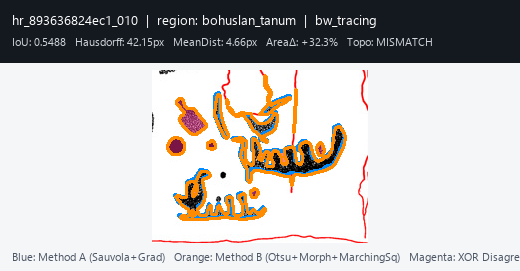 hr_893636824ec1_010 | region: bohuslan_tanum | bw_tracing
IoU: 0.5488 Hausdorff: 42.15px MeanDist: 4.66px AreaΔ: +32.3% Topo: MISMATCH
Blue: Method A (Sauvola+Grad) Orange: Method B (Otsu+Morph+MarchingSq) Magenta: XOR Disagre